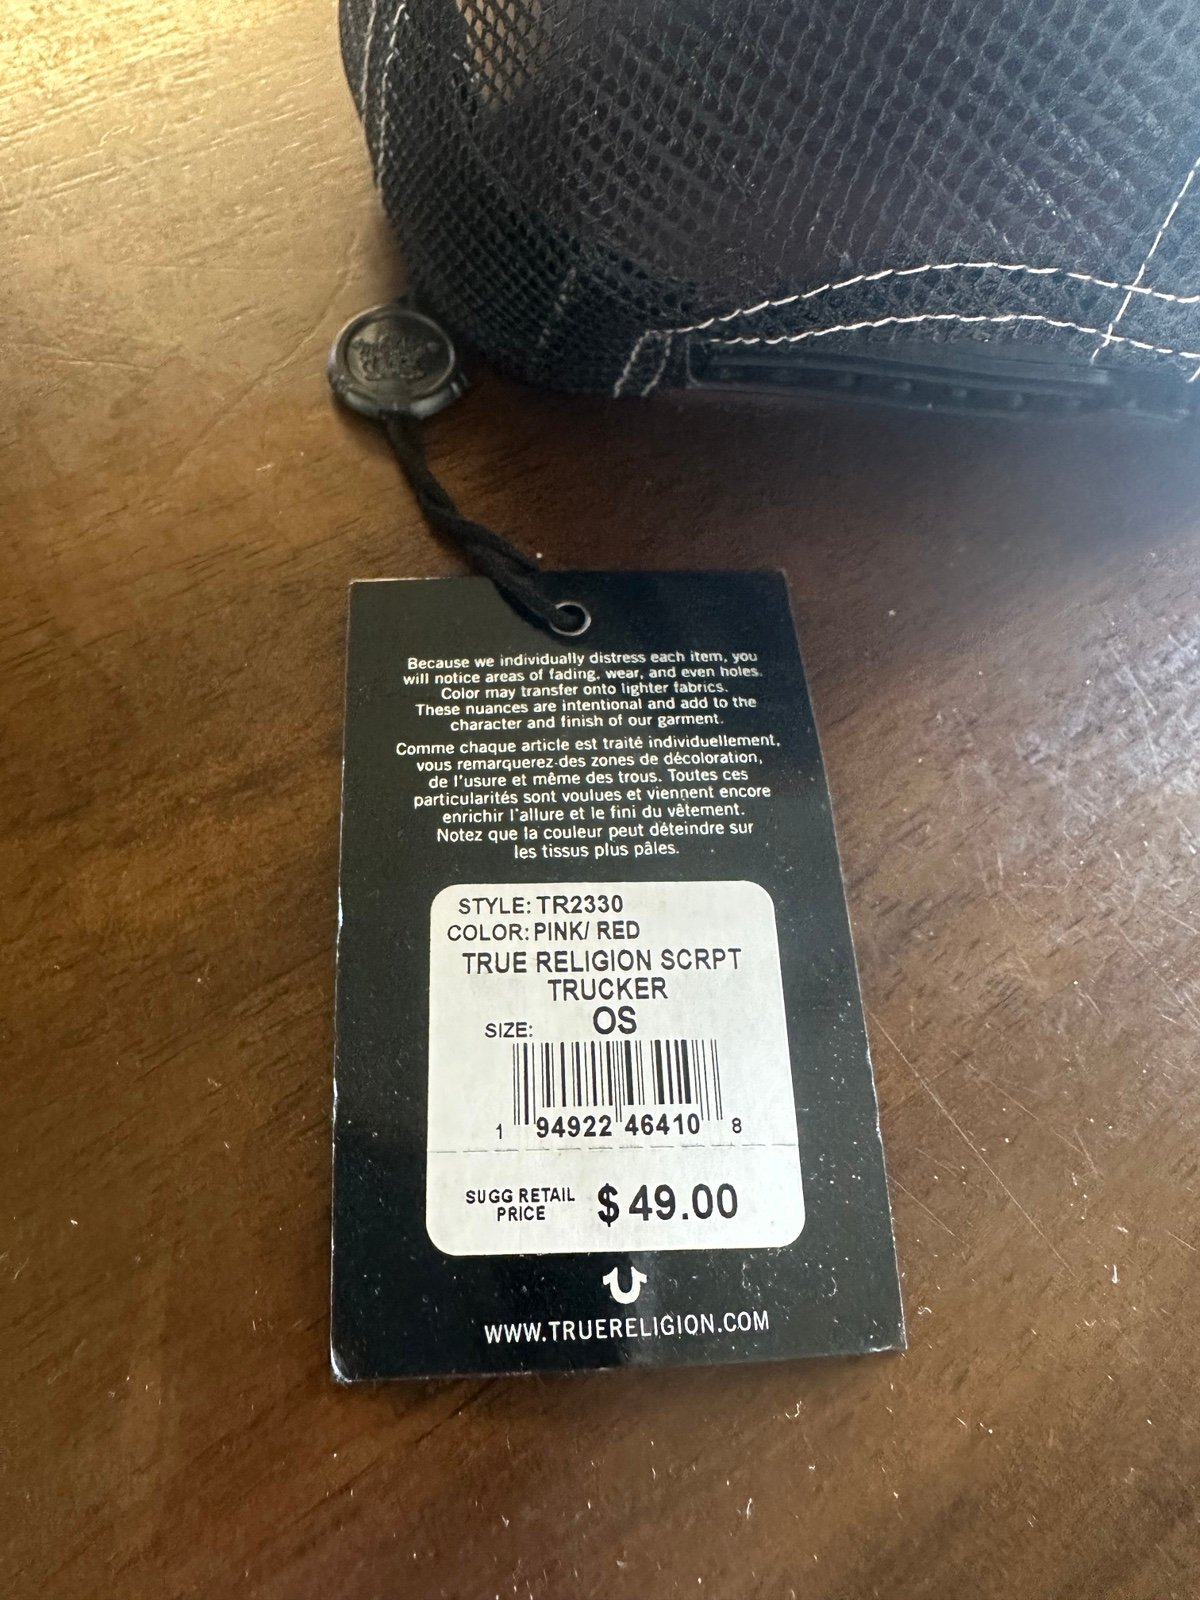 Because we individually distress each item, you
will notice areas of fading, wear, and even holes.
Color may transfer onto lighter fabrics.
These nuances are intentional and add to the
character and finish of our garment.
Comme chaque article est traité individuellement,
vous remarquerez des zones de décoloration,
de l'usure et même des trous. Toutes ces
particularités sont voulues et viennent encore
enrichir l'allure et le fini du vêtement.
Notez que la couleur peut déteindre sur
les tissus plus pâles.
STYLE: TR2330
COLOR: PINK/ RED
TRUE RELIGION SCRPT
TRUCKER
SIZE: OS
1 94922 46410 8
SUGG RETAIL
PRICE $ 49.00
WWW.TRUERELIGION.COM